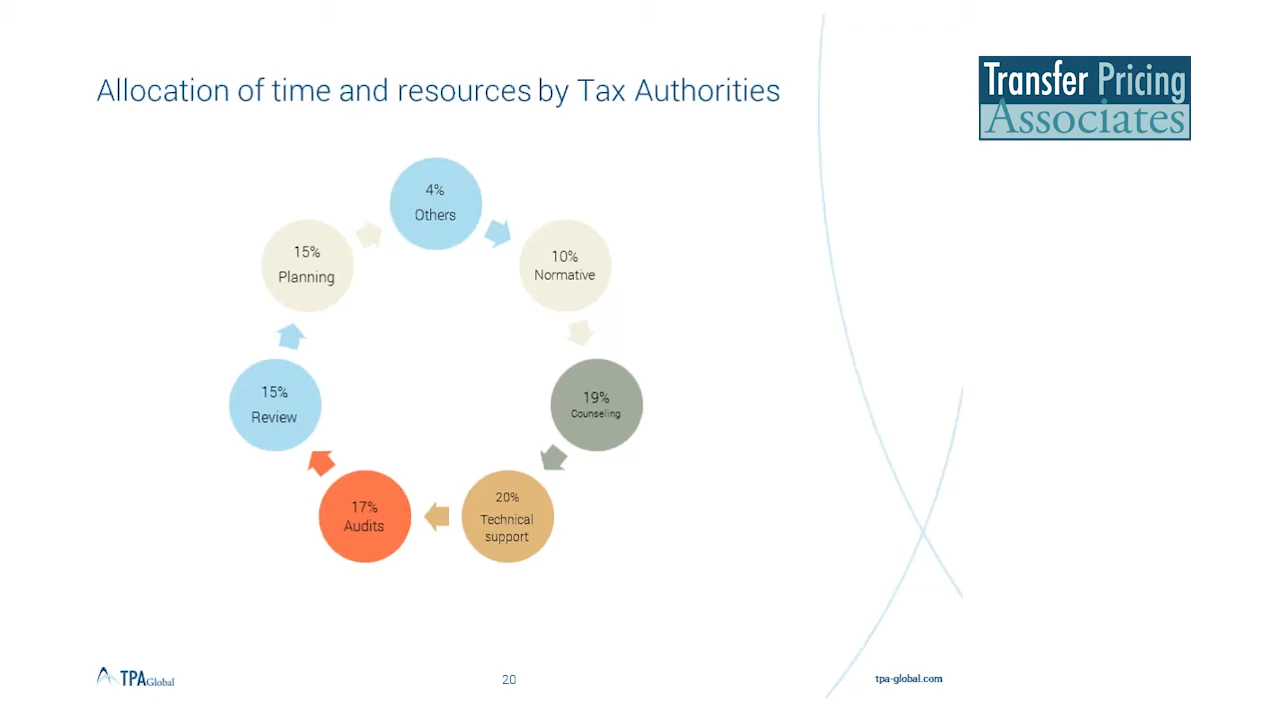 Allocation of time and resources by Tax Authorities
Transfer Pricing
Associates
4%
Others
10%
Normative
19%
Counseling
20%
Technical
support
17%
Audits
15%
Review
15%
Planning
TPA Global
20
tpa-global.com